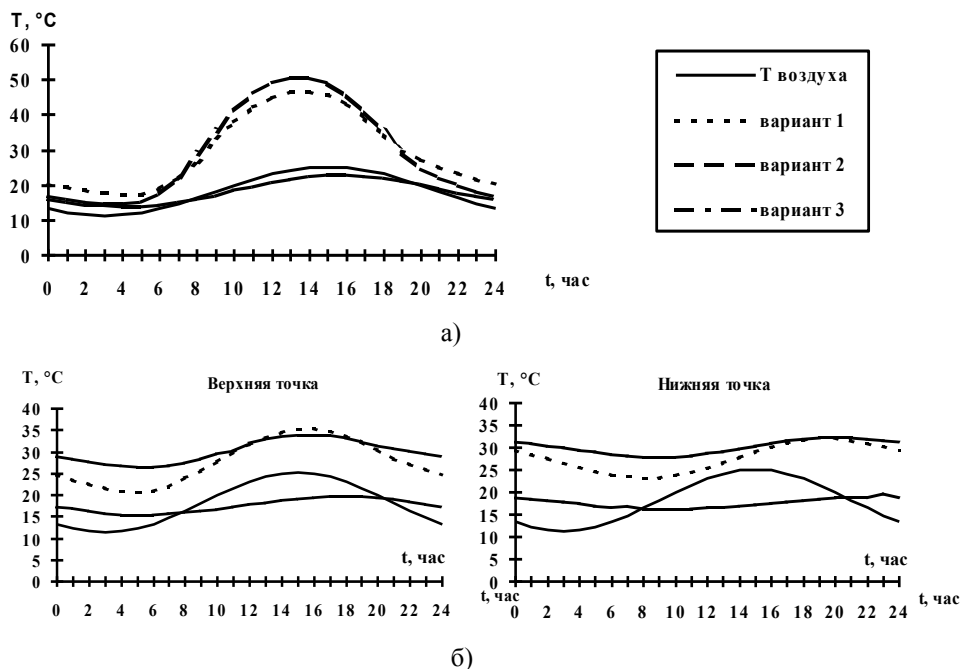 T, °C
60
50
40
30
20
10
0
0 2 4 6 8 10 12 14 16 18 20 22 24
t, час
Т воздуха
вариант 1
вариант 2
вариант 3
а)
T, °C
Верхняя точка
40
35
30
25
20
15
10
5
0
t, час
0 2 4 6 8 10 12 14 16 18 20 22 24
t, час
T, °C
Нижняя точка
40
35
30
25
20
15
10
5
0
t, час
0 2 4 6 8 10 12 14 16 18 20 22 24
t, час
б)